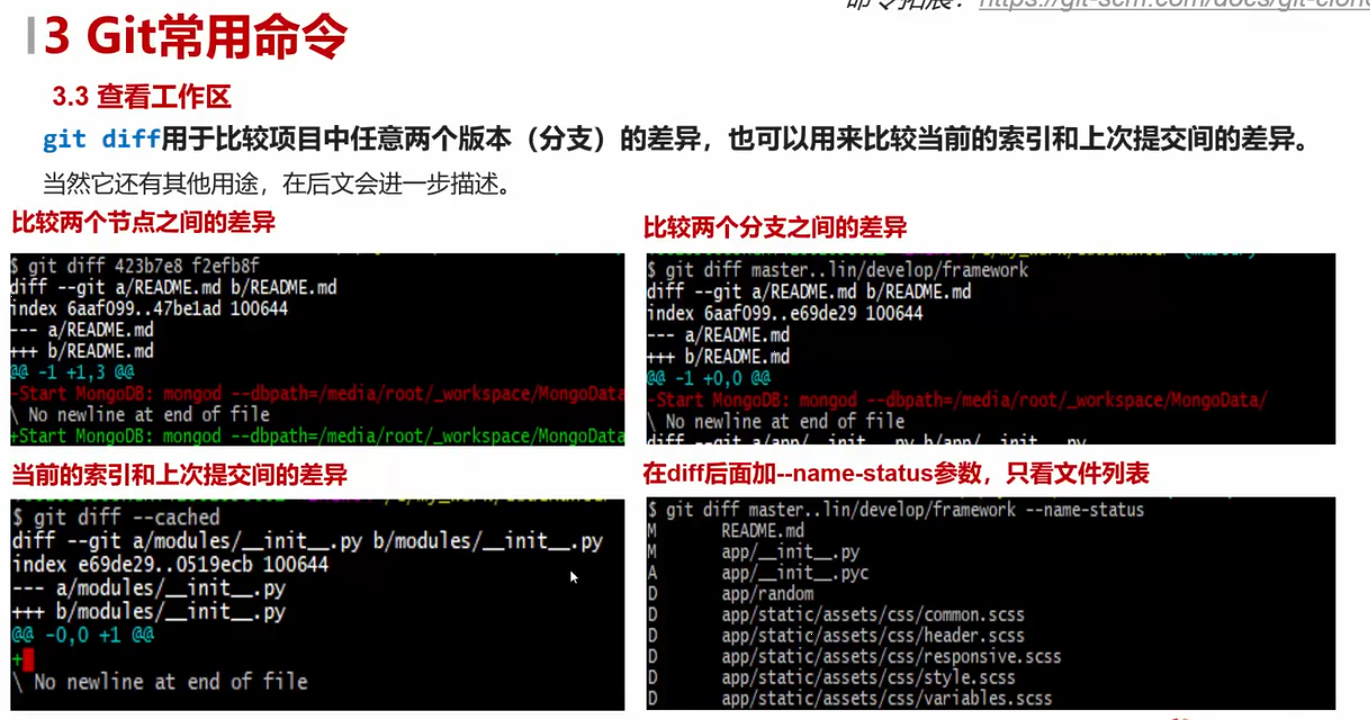 命令拓展：https://git-scm.com/docs/git-clone
3 Git常用命令
3.3 查看工作区
git diff用于比较项目中任意两个版本（分支）的差异，也可以用来比较当前的索引和上次提交间的差异。
当然它还有其他用途，在后文会进一步描述。
比较两个节点之间的差异
$ git diff 423b7e8 f2efb8f
diff --git a/README.md b/README.md
index 6aaf099..47be1ad 100644
--- a/README.md
+++ b/README.md
@@ -1 +1,3 @@
-Start MongoDB: mongod --dbpath=/media/root/_workspace/MongoData
\ No newline at end of file
+Start MongoDB: mongod --dbpath=/media/root/_workspace/MongoData
比较两个分支之间的差异
$ git diff master..lin/develop/framework
diff --git a/README.md b/README.md
index 6aaf099..e69de29 100644
--- a/README.md
+++ b/README.md
@@ -1 +0,0 @@
-Start MongoDB: mongod --dbpath=/media/root/_workspace/MongoData/
\ No newline at end of file
diff --git a/app/__init__.py b/app/__init__.py
当前的索引和上次提交间的差异
$ git diff --cached
diff --git a/modules/__init__.py b/modules/__init__.py
index e69de29..0519ecb 100644
--- a/modules/__init__.py
+++ b/modules/__init__.py
@@ -0,0 +1 @@
+
\ No newline at end of file
在diff后面加--name-status参数，只看文件列表
$ git diff master..lin/develop/framework --name-status
M README.md
M app/__init__.py
A app/__init__.pyc
D app/random
D app/static/assets/css/common.scss
D app/static/assets/css/header.scss
D app/static/assets/css/responsive.scss
D app/static/assets/css/style.scss
D app/static/assets/css/variables.scss